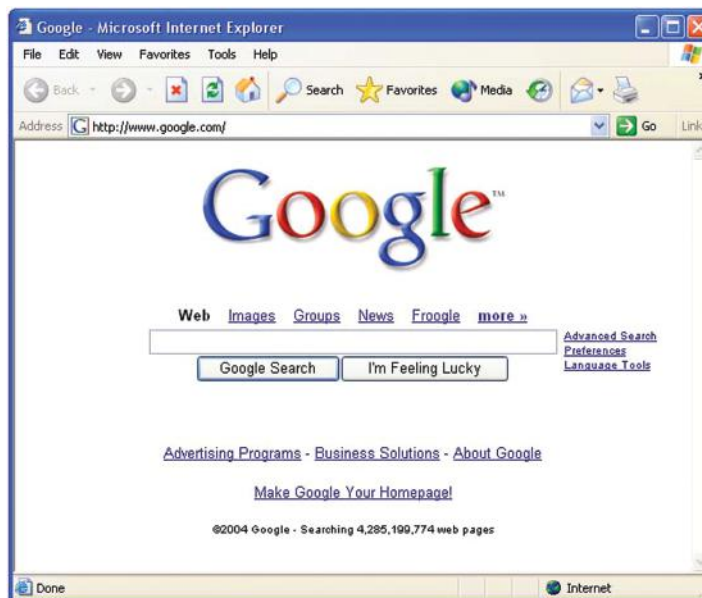 Google - Microsoft Internet Explorer
File Edit View Favorites Tools Help
Back Search Favorites Media
Address http://www.google.com/ Go Link
Google™
Web Images Groups News Froogle more »
Advanced Search
Preferences
Language Tools
Google Search I'm Feeling Lucky
Advertising Programs - Business Solutions - About Google
Make Google Your Homepage!
©2004 Google - Searching 4,285,199,774 web pages
Done Internet